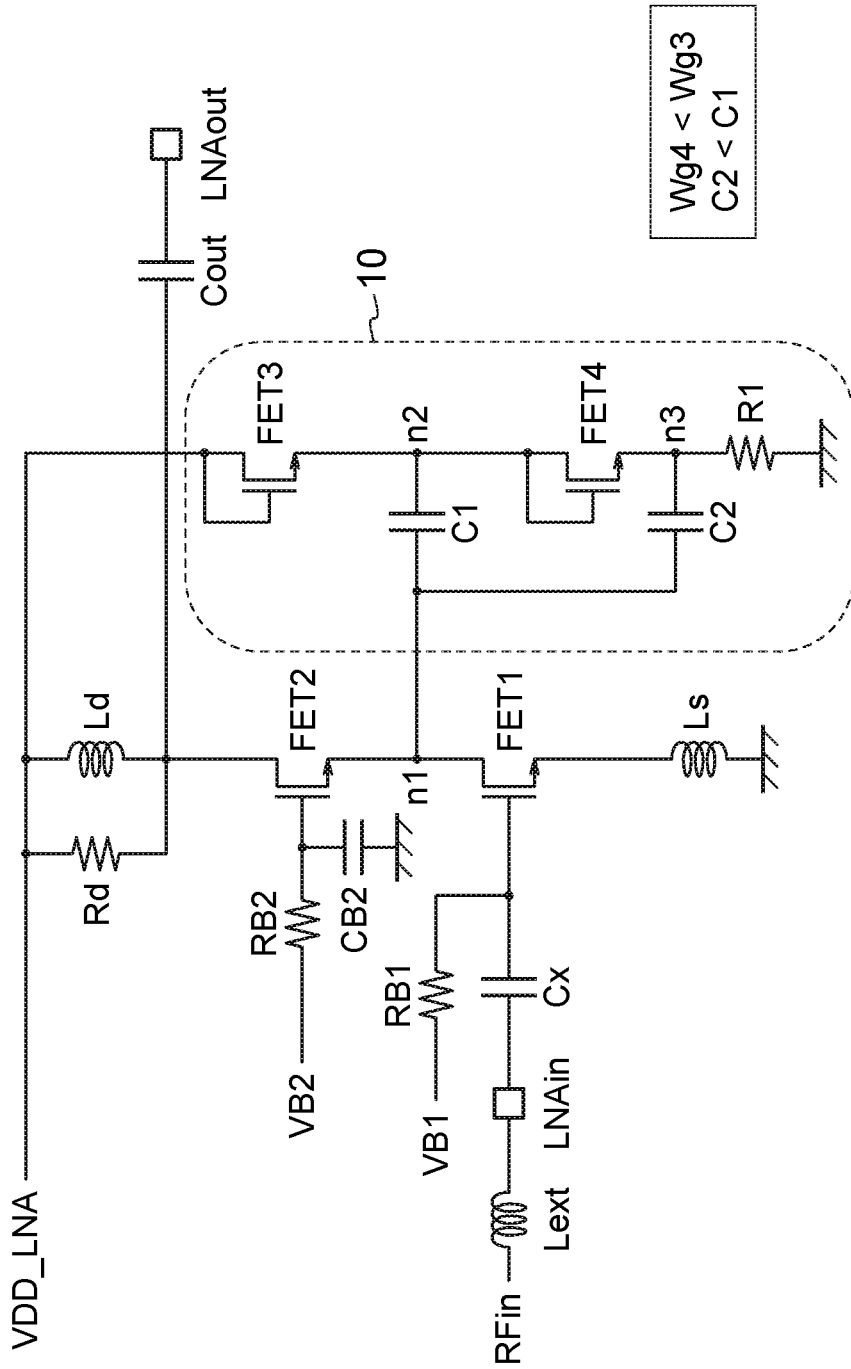 VDD_LNA
Rd
Ld
Cout
LNAout
RB2
VB2
CB2
FET2
FET3
10
n1
n2
C1
RB1
VB1
FET1
FET4
n3
C2
R1
RFin
Lext
LNAin
Cx
Ls
Wg4 < Wg3
C2 < C1